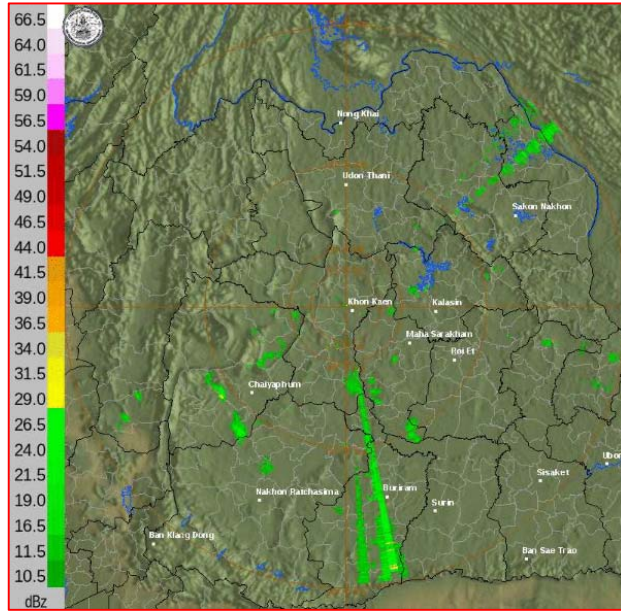 66.5
64.0
61.5
59.0
56.5
54.0
51.5
49.0
46.5
44.0
41.5
39.0
36.5
34.0
31.5
29.0
26.5
24.0
21.5
19.0
16.5
11.5
10.5
dBz
Nong Khai
Udon Thani
Sakon Nakhon
Khon Kaen
Kalasin
Maha Sarakham
Roi Et
Chaiyaphum
Ubon
Sisaket
Nakhon Ratchasima
Buriram
Surin
Ban Klang Dong
Ban Sae Trao